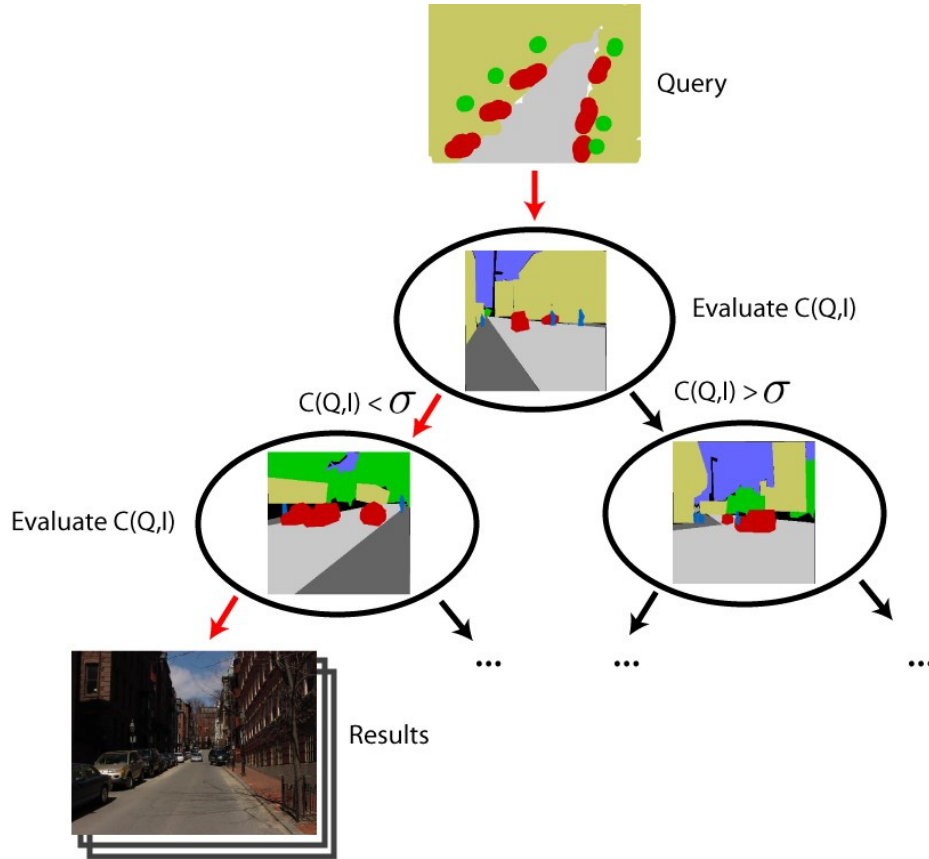 Query
Evaluate C(Q,I)
C(Q,I) < σ
C(Q,I) > σ
Evaluate C(Q,I)
... ... ...
Results